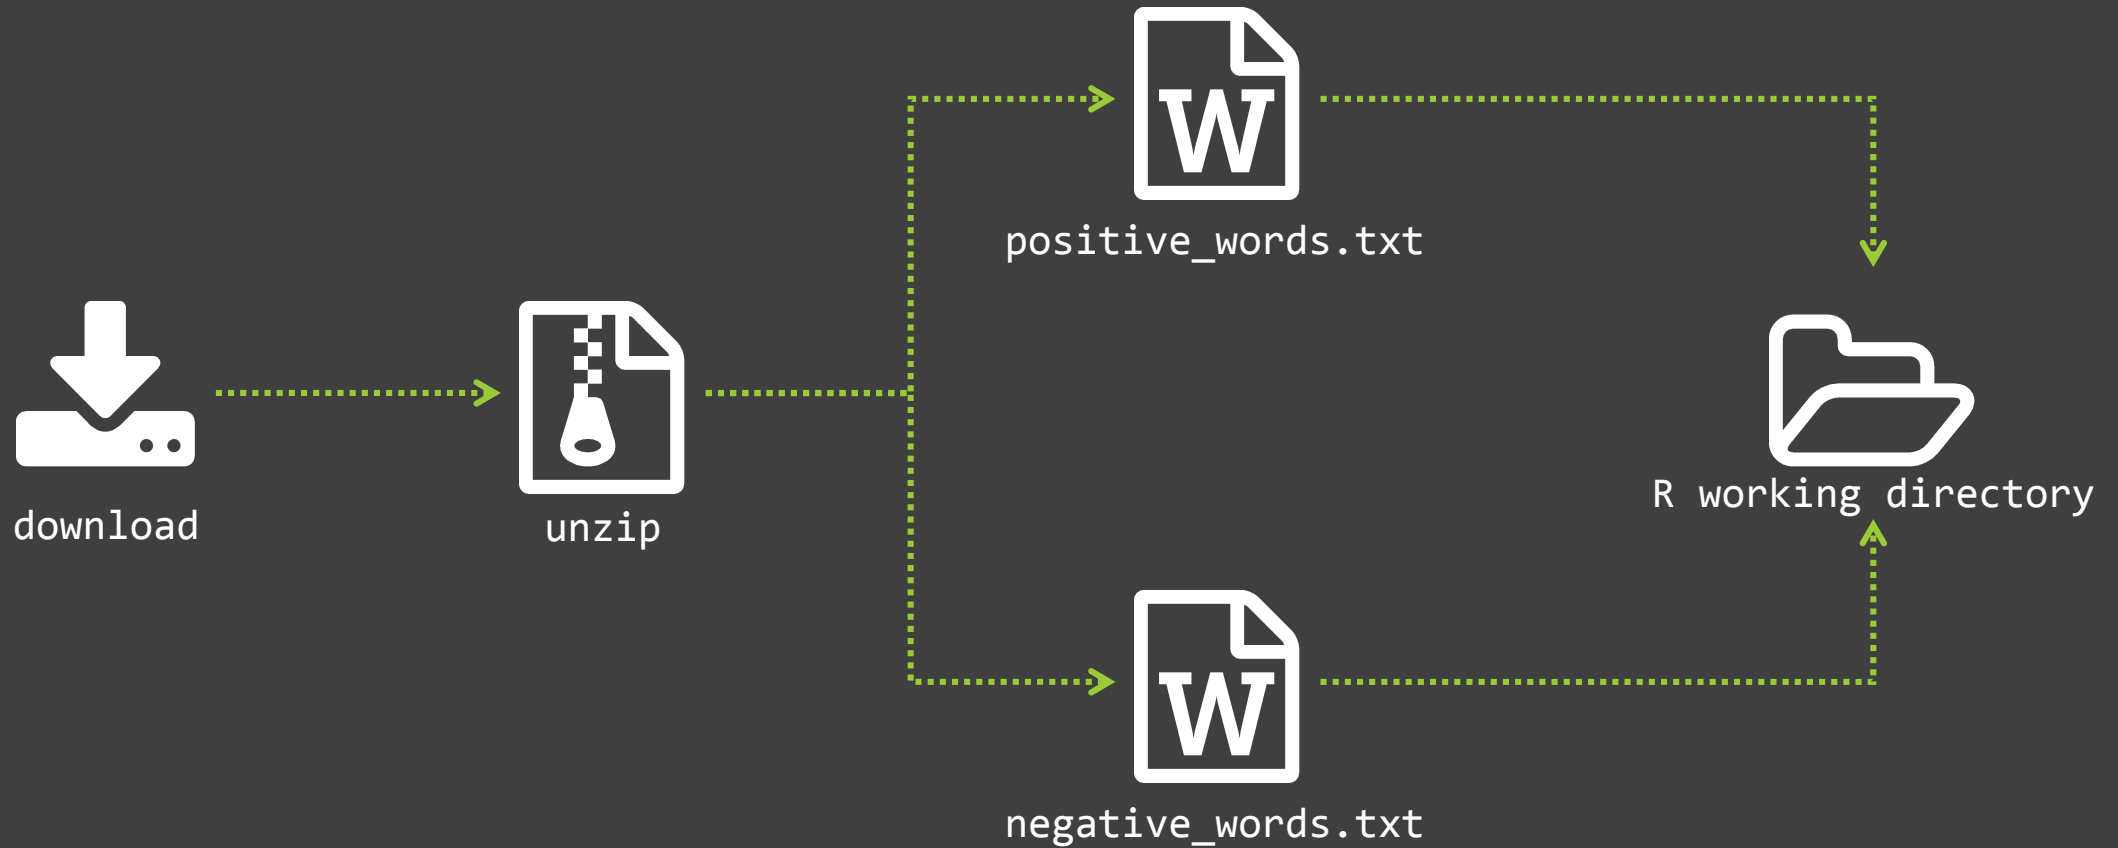 W
positive_words.txt
download
unzip
R working directory
W
negative_words.txt